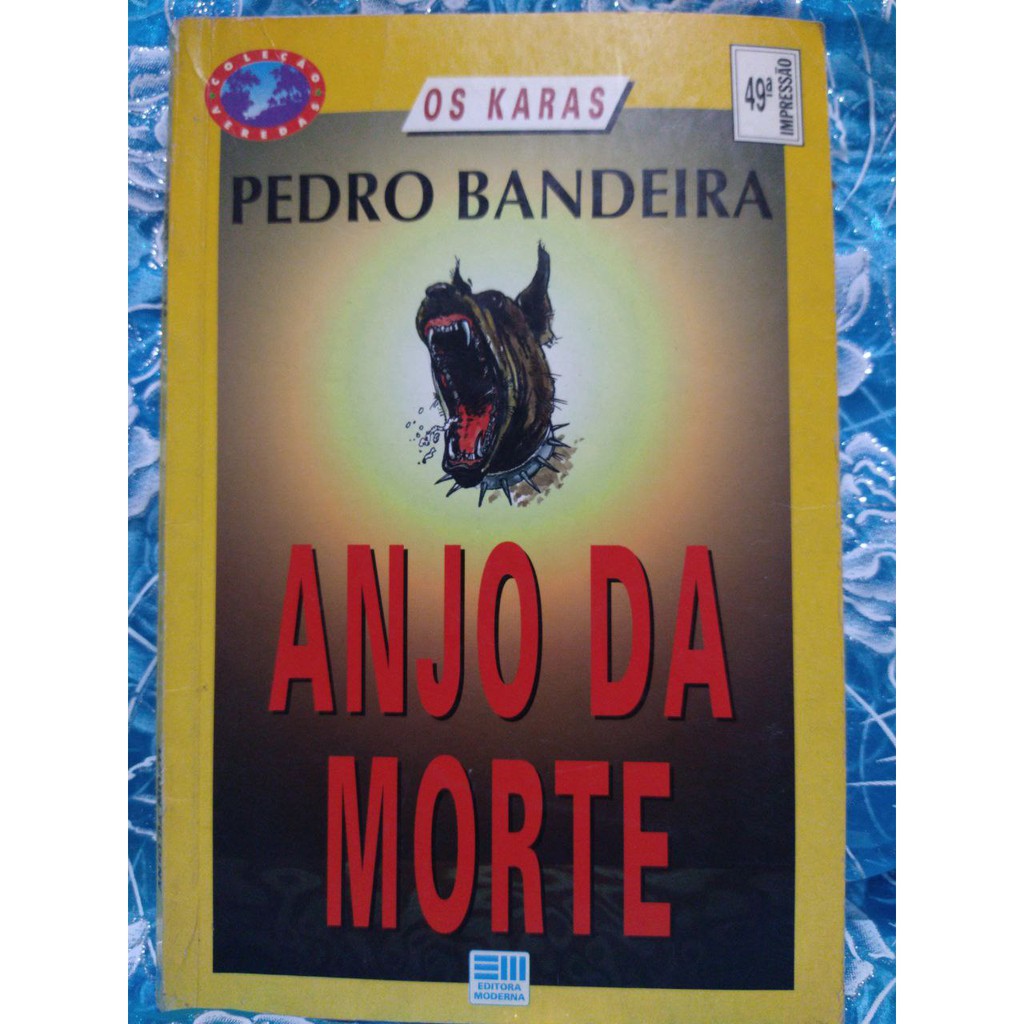 COLEÇÃO VEREDAS
OS KARAS
49ª IMPRESSÃO
PEDRO BANDEIRA
ANJO DA
MORTE
EDITORA
MODERNA